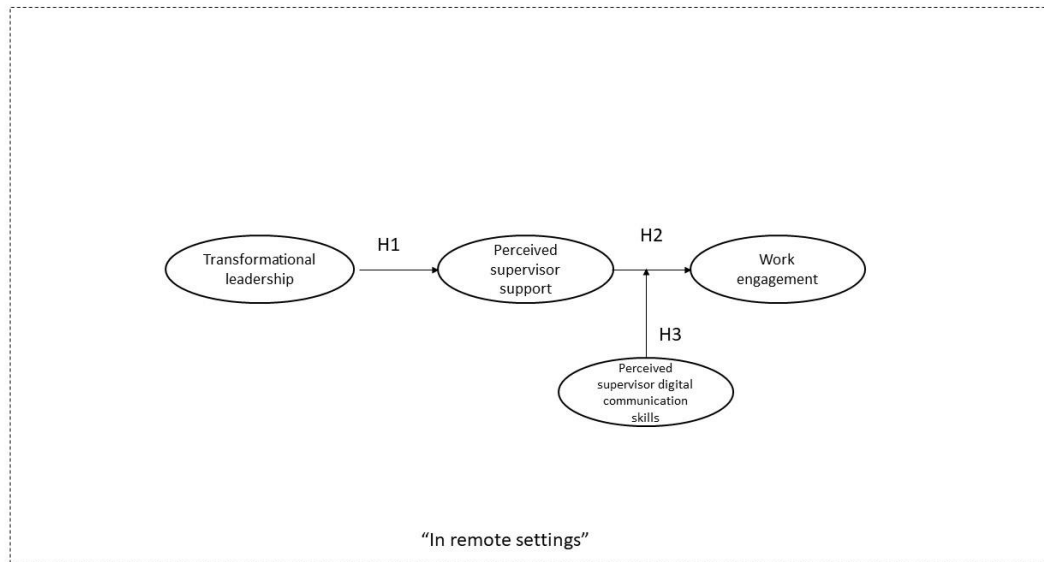 H1
H2
Transformational
leadership
Perceived
supervisor
support
Work
engagement
H3
Perceived
supervisor digital
communication
skills
“In remote settings”